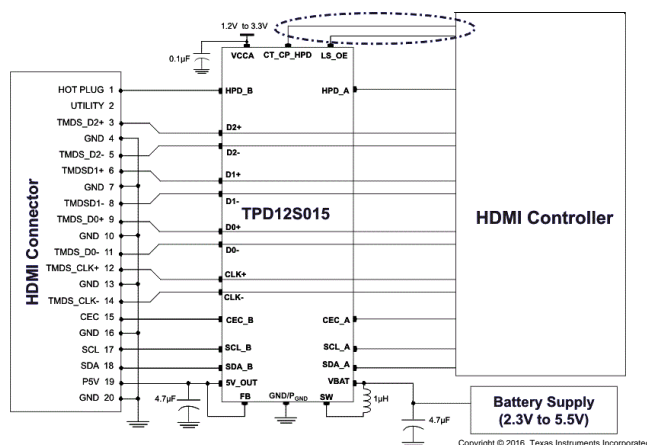 1.2V to 3.3V
0.1µF
VCCA CT_CP_HPD LS_OE
HOT PLUG 1
UTILITY 2
TMDS_D2+ 3
GND 4
TMDS_D2- 5
TMDSD1+ 6
GND 7
TMDSD1- 8
TMDS_D0+ 9
GND 10
TMDS_D0- 11
TMDS_CLK+ 12
GND 13
TMDS_CLK- 14
CEC 15
GND 16
SCL 17
SDA 18
P5V 19
GND 20
HDMI Connector
HPD_B HPD_A
D2+
D2-
D1+
D1-
TPD12S015
D0+
D0-
CLK+
CLK-
CEC_B CEC_A
SCL_B SCL_A
SDA_B SDA_A
5V_OUT VBAT
FB GND/PGND SW
4.7µF
1µH
4.7µF
HDMI Controller
Battery Supply
(2.3V to 5.5V)
Copyright © 2016, Texas Instruments Incorporated